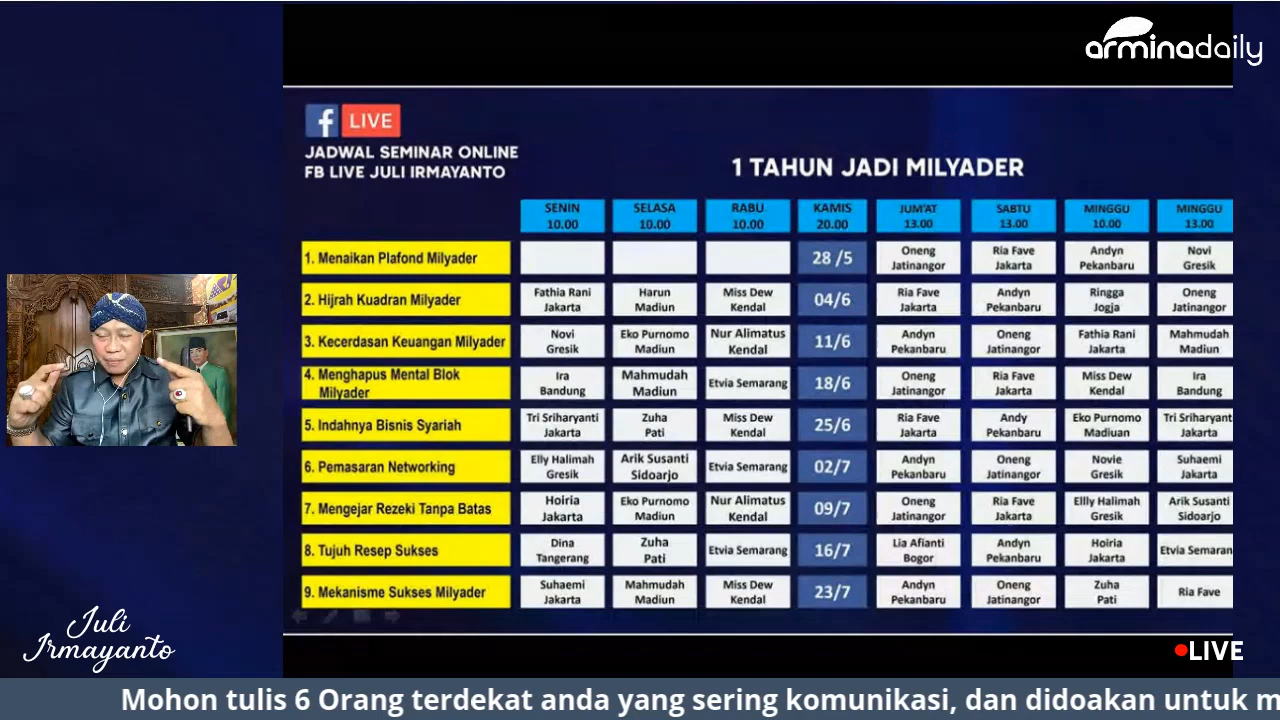 arminadaily
f LIVE
JADWAL SEMINAR ONLINE
FB LIVE JULI IRMAYANTO
1 TAHUN JADI MILYADER
SENIN SELASA RABU KAMIS JUM'AT SABTU MINGGU MINGGU
10.00 10.00 10.00 20.00 13.00 13.00 10.00 13.00
1. Menaikan Plafond Milyader
28 /5
Oneng
Jatinangor
Ria Fave
Jakarta
Andyn
Pekanbaru
Novi
Gresik
2. Hijrah Kuadran Milyader
Fathia Rani
Jakarta
Harun
Madiun
Miss Dew
Kendal
04/6
Ria Fave
Jakarta
Andyn
Pekanbaru
Ringga
Jogja
Oneng
Jatinangor
3. Kecerdasan Keuangan Milyader
Novi
Gresik
Eko Purnomo
Madiun
Nur Alimatus
Kendal
11/6
Andyn
Pekanbaru
Oneng
Jatinangor
Fathia Rani
Jakarta
Mahmudah
Madiun
4. Menghapus Mental Blok
Milyader
Ira
Bandung
Mahmudah
Madiun
Etvia Semarang
18/6
Oneng
Jatinangor
Ria Fave
Jakarta
Miss Dew
Kendal
Ira
Bandung
5. Indahnya Bisnis Syariah
Tri Sriharyanti
Jakarta
Zuha
Pati
Miss Dew
Kendal
25/6
Ria Fave
Jakarta
Andy
Pekanbaru
Eko Purnomo
Madiuan
Tri Sriharyant
Jakarta
6. Pemasaran Networking
Elly Halimah
Gresik
Arik Susanti
Sidoarjo
Etvia Semarang
02/7
Andyn
Pekanbaru
Oneng
Jatinangor
Novie
Gresik
Suhaemi
Jakarta
7. Mengejar Rezeki Tanpa Batas
Hoiria
Jakarta
Eko Purnomo
Madiun
Nur Alimatus
Kendal
09/7
Oneng
Jatinangor
Ria Fave
Jakarta
Ellly Halimah
Gresik
Arik Susanti
Sidoarjo
8. Tujuh Resep Sukses
Dina
Tangerang
Zuha
Pati
Etvia Semarang
16/7
Lia Afianti
Bogor
Andyn
Pekanbaru
Hoiria
Jakarta
Etvia Semaran
9. Mekanisme Sukses Milyader
Suhaemi
Jakarta
Mahmudah
Madiun
Miss Dew
Kendal
23/7
Andyn
Pekanbaru
Oneng
Jatinangor
Zuha
Pati
Ria Fave
Juli
Irmayanto
LIVE
Mohon tulis 6 Orang terdekat anda yang sering komunikasi, dan didoakan untuk m